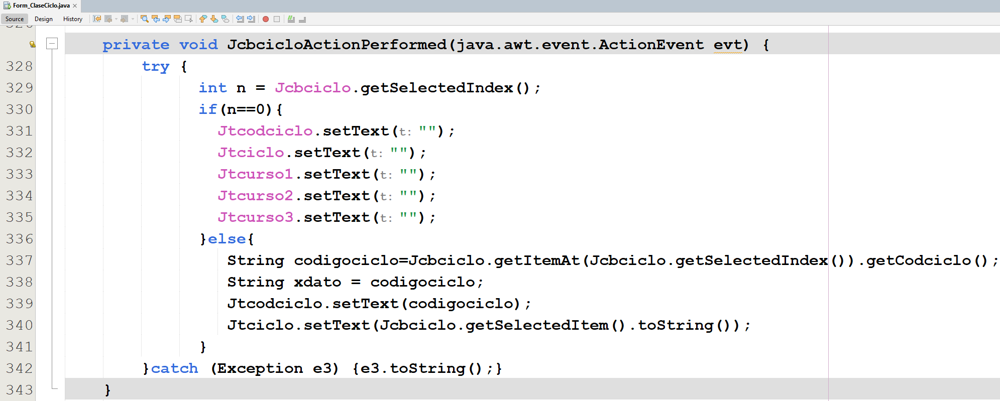 Form_ClaseCiclo.java ×
Source Design History
private void JcbcicloActionPerformed(java.awt.event.ActionEvent evt) {
328 try {
329 int n = Jcbciclo.getSelectedIndex();
330 if(n==0){
331 Jtcodciclo.setText(t: "");
332 Jtciclo.setText(t: "");
333 Jtcurso1.setText(t: "");
334 Jtcurso2.setText(t: "");
335 Jtcurso3.setText(t: "");
336 }else{
337 String codigociclo=Jcbciclo.getItemAt(Jcbciclo.getSelectedIndex()).getCodciclo();
338 String xdato = codigociclo;
339 Jtcodciclo.setText(codigociclo);
340 Jtciclo.setText(Jcbciclo.getSelectedItem().toString());
341 }
342 }catch (Exception e3) {e3.toString();}
343 }